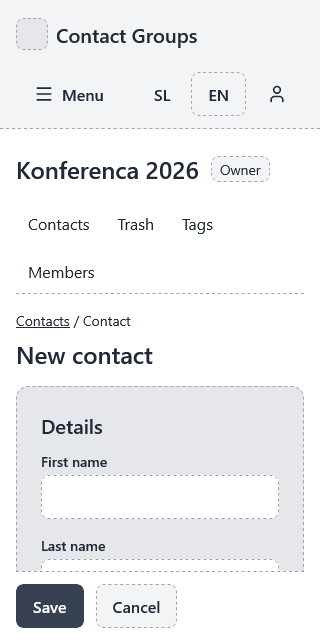 Contact Groups
Menu SL EN
Konferenca 2026 Owner
Contacts Trash Tags
Members
Contacts / Contact
New contact
Details
First name
Last name
Save Cancel